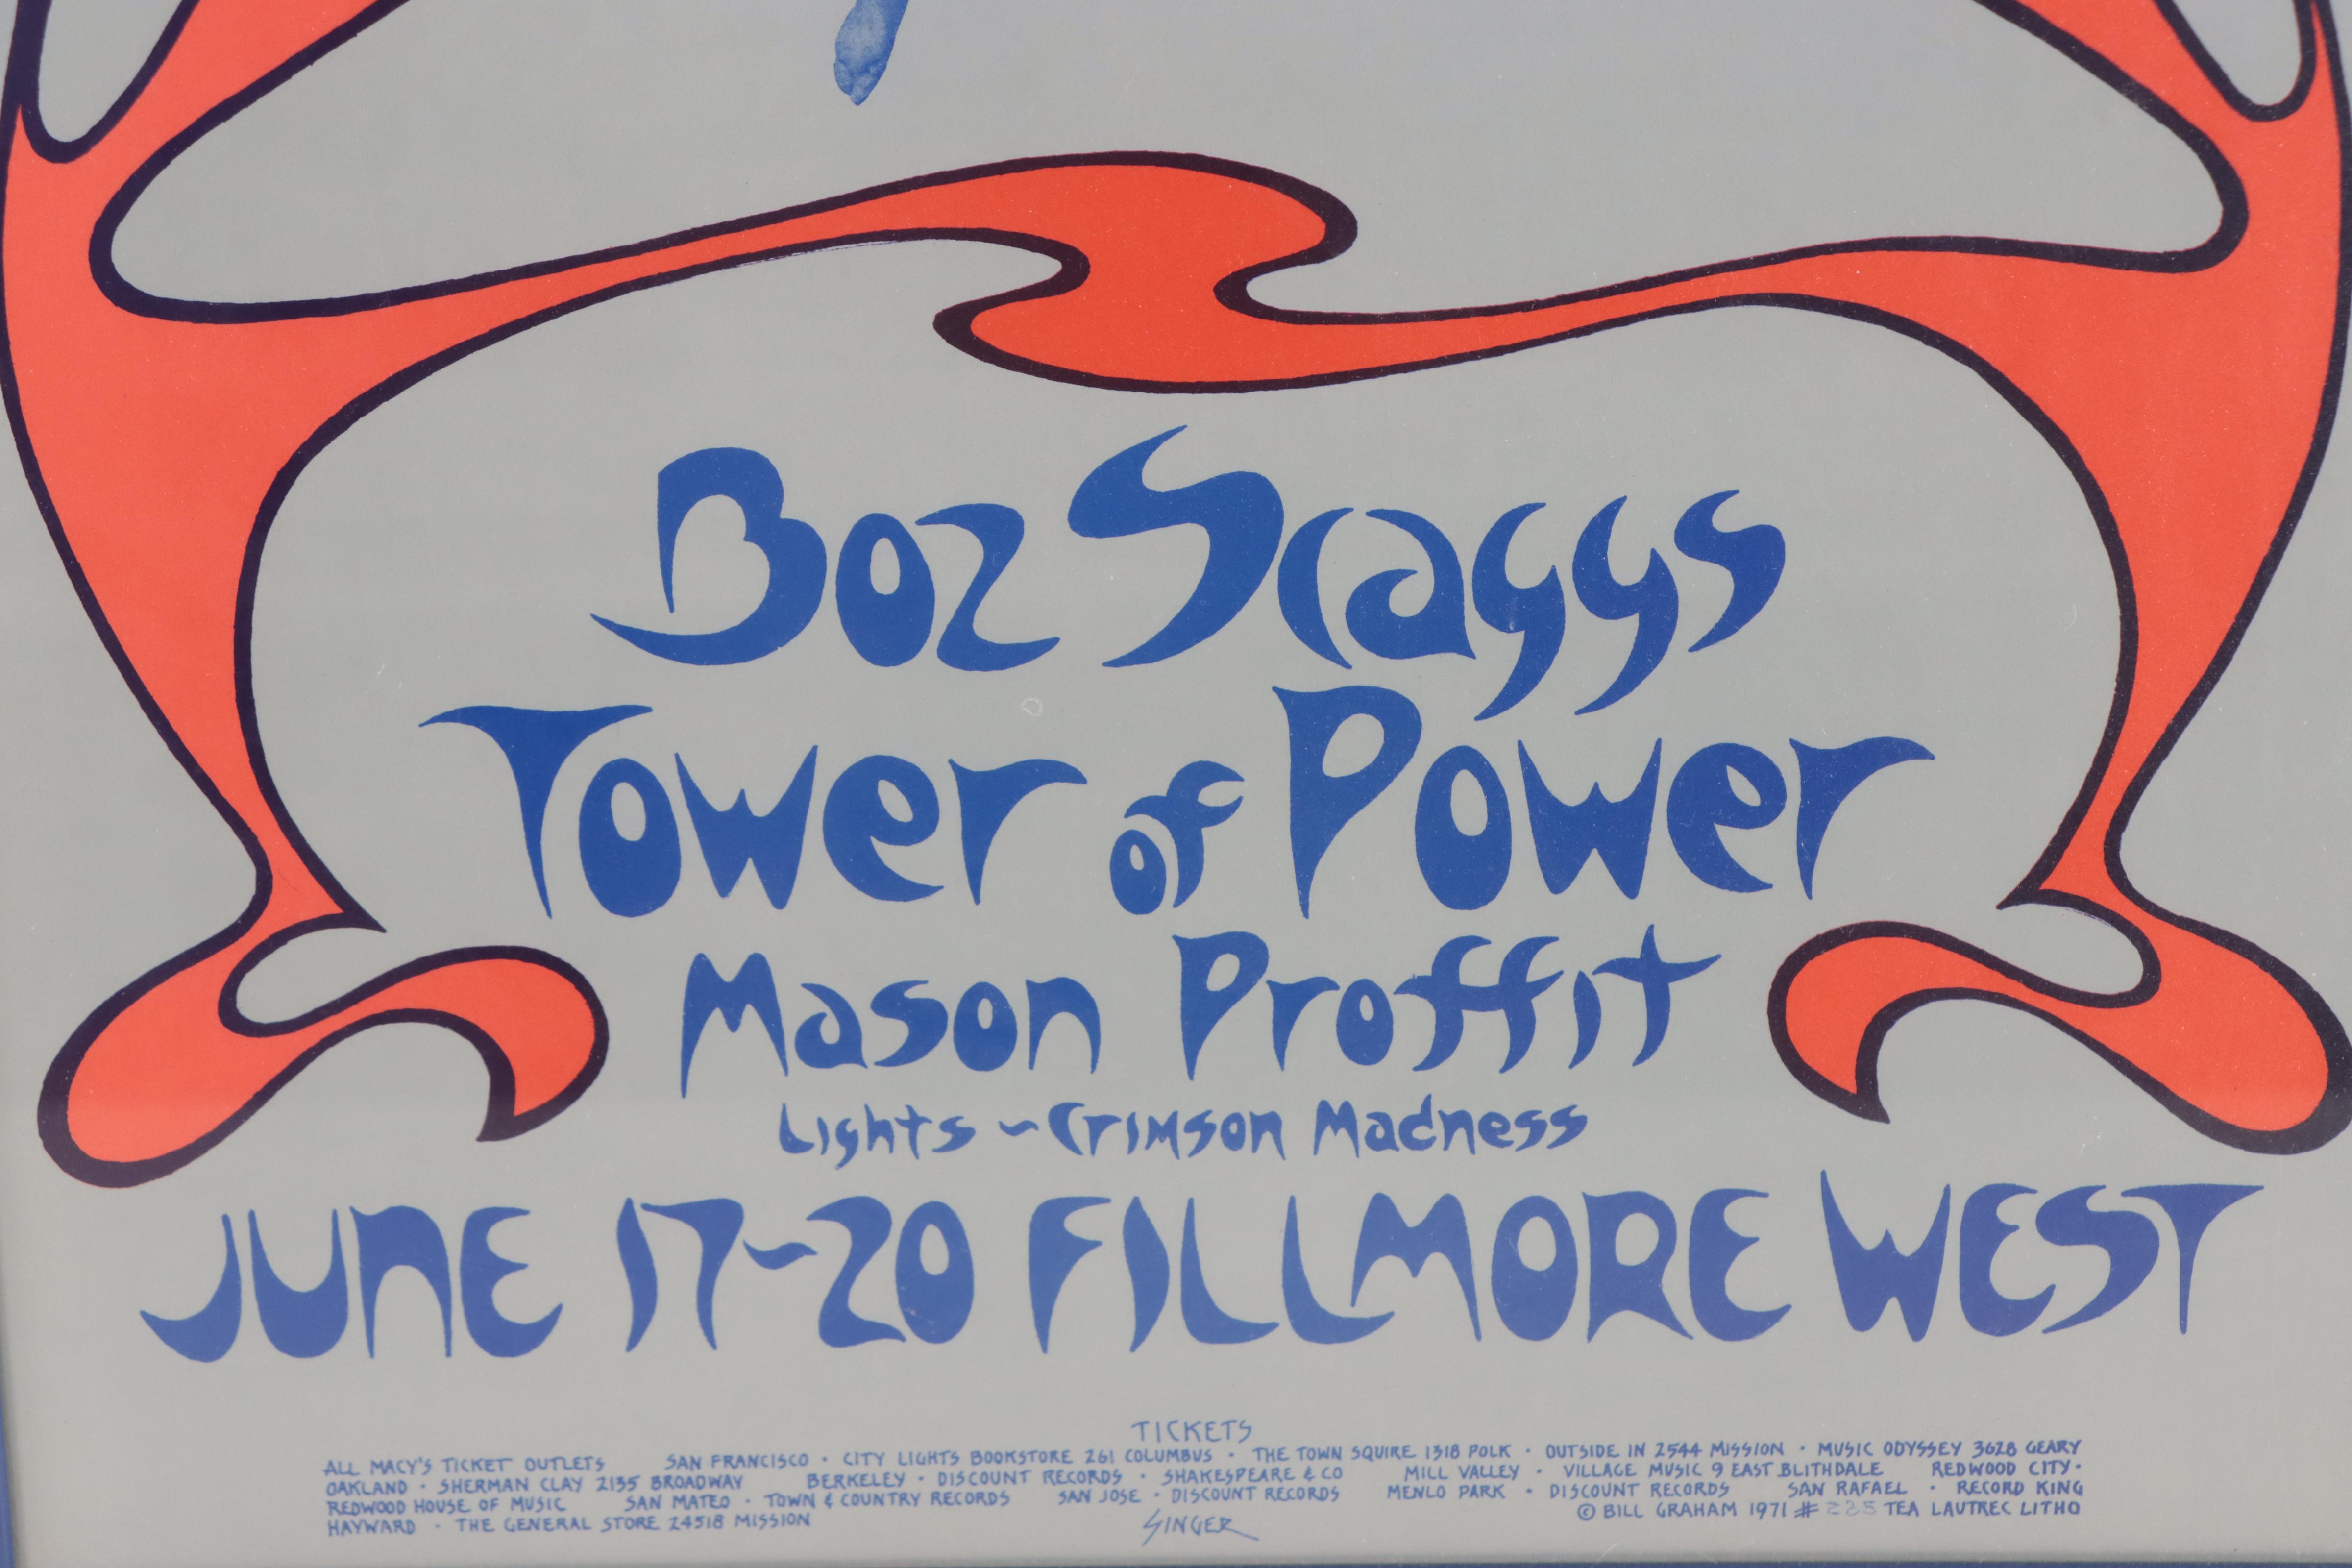 Boz Scaggs
Tower of Power
Mason Proffit
Lights ~ Crimson Madness
JUNE 17~20 FILLMORE WEST
TICKETS
ALL MACY'S TICKET OUTLETS SAN FRANCISCO · CITY LIGHTS BOOKSTORE 261 COLUMBUS · THE TOWN SQUIRE 1318 POLK · OUTSIDE IN 2544 MISSION · MUSIC ODYSSEY 3628 GEARY
OAKLAND · SHERMAN CLAY 2135 BROADWAY BERKELEY · DISCOUNT RECORDS · SHAKESPEARE & CO MILL VALLEY · VILLAGE MUSIC 9 EAST BLITHDALE REDWOOD CITY ·
REDWOOD HOUSE OF MUSIC SAN MATEO · TOWN & COUNTRY RECORDS SAN JOSE · DISCOUNT RECORDS MENLO PARK · DISCOUNT RECORDS SAN RAFAEL · RECORD KING
HAYWARD · THE GENERAL STORE 24518 MISSION SINGER © BILL GRAHAM 1971 # TEA LAUTREC LITHO